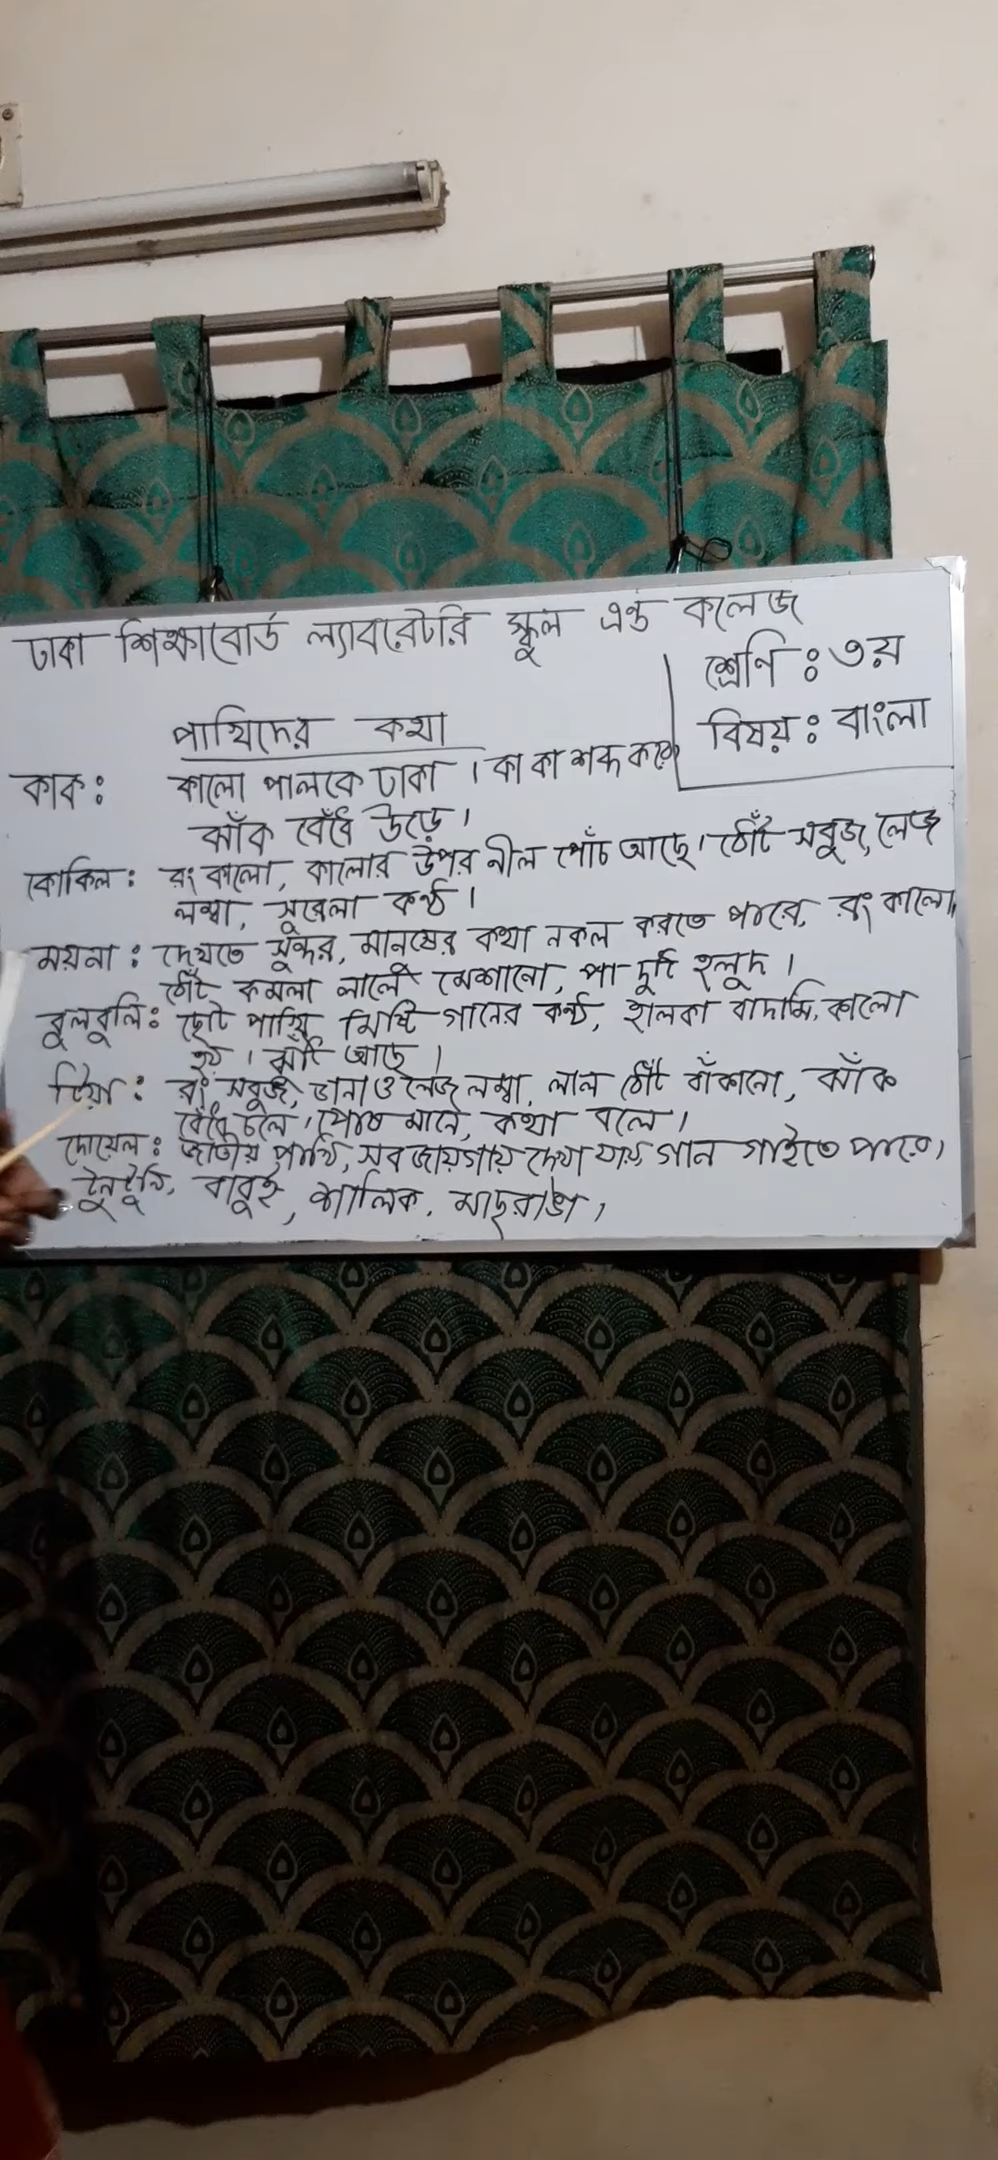 ঢাকা শিক্ষাবোর্ড ল্যাবরেটরি স্কুল এন্ড কলেজ
শ্রেণি : ৩য়
বিষয় : বাংলা
পাখিদের কথা
কাক : কালো পালকে ঢাকা । কা কা শব্দ করে
ঝাঁক বেঁধে উড়ে ।
কোকিল : রং কালো, কালোর উপর নীল পোঁচ আছে। ঠোঁট সবুজ, লেজ
লম্বা, সুরেলা কণ্ঠ ।
ময়না : দেখতে সুন্দর, মানুষের কথা নকল করতে পারে, রং কালো,
ঠোঁট কমলা লালে মেশানো, পা দুটি হলুদ ।
বুলবুলি : ছোট পাখি, মিষ্টি গানের কণ্ঠ, হালকা বাদামি, কালো
হয় । ঝুঁটি আছে ।
টিয়া : রং সবুজ, ডানা ও লেজ লম্বা, লাল ঠোঁট বাঁকানো, ঝাঁক
বেঁধে চলে । পোষ মানে, কথা বলে ।
দোয়েল : জাতীয় পাখি, সব জায়গায় দেখা যায়, গান গাইতে পারে,
টুনটুনি, বাবুই, শালিক, মাছরাঙা ।